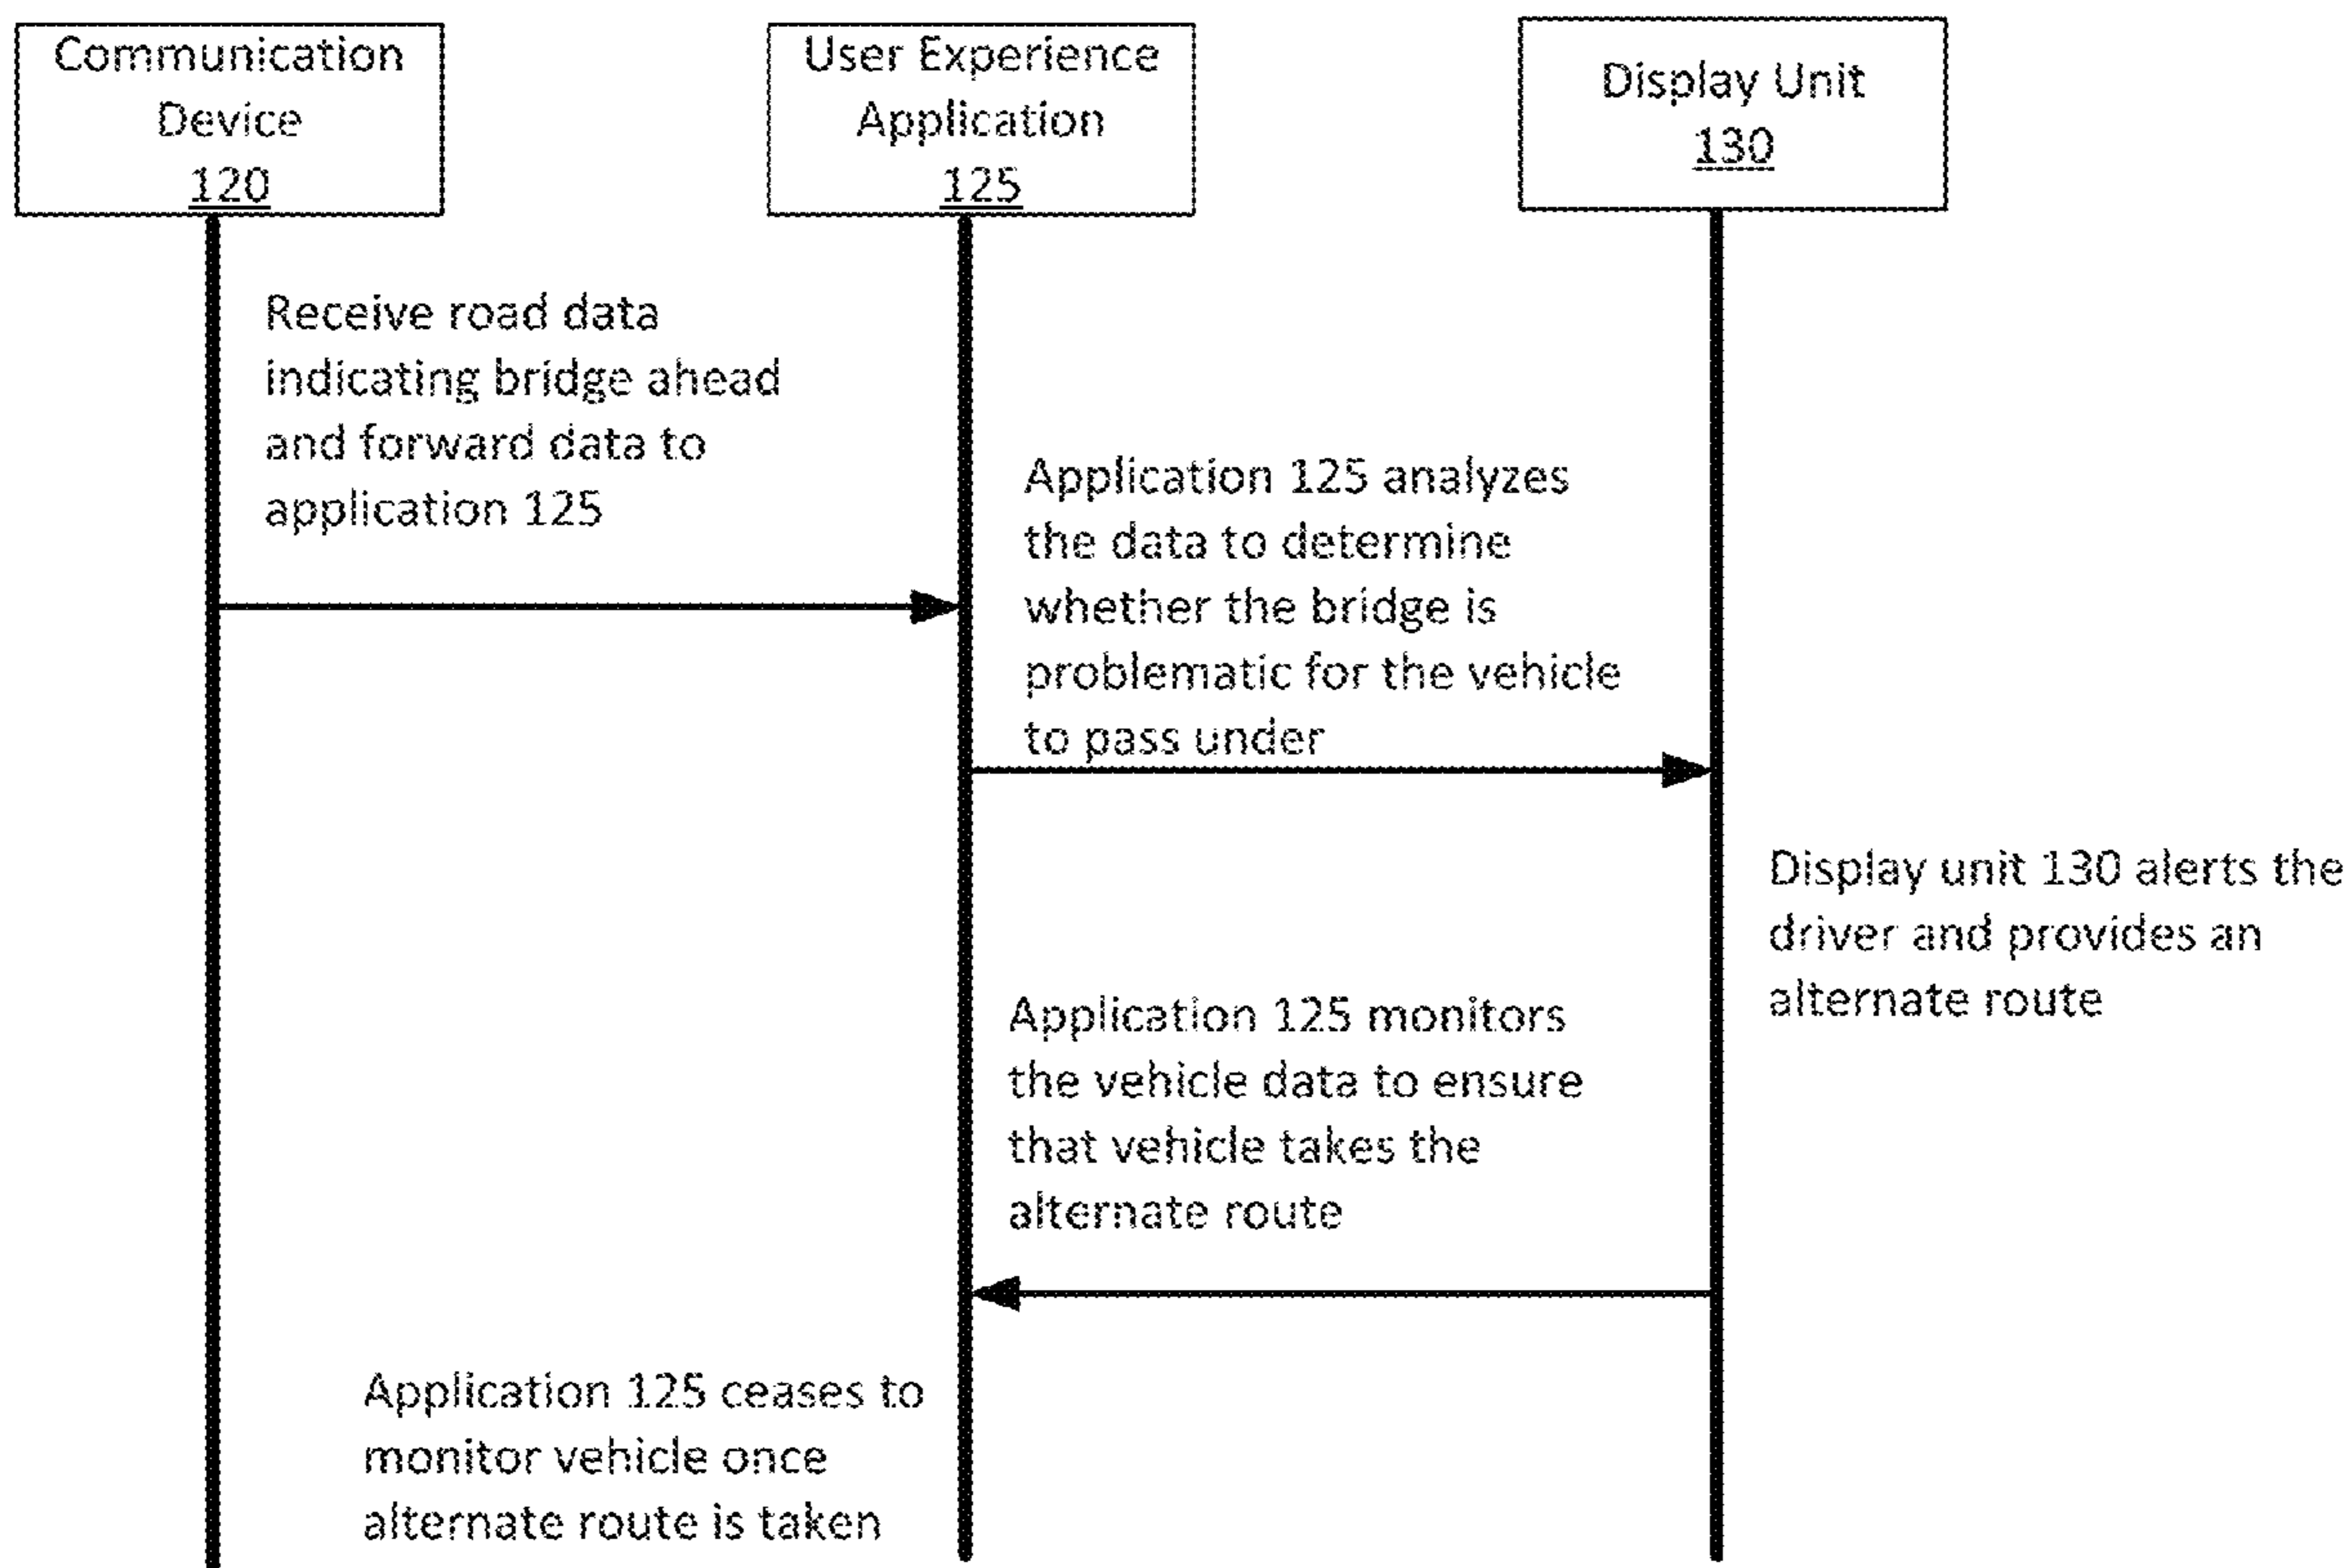 Communication
Device
120
User Experience
Application
125
Display Unit
130
Receive road data
indicating bridge ahead
and forward data to
application 125
Application 125 analyzes
the data to determine
whether the bridge is
problematic for the vehicle
to pass under
Display unit 130 alerts the
driver and provides an
alternate route
Application 125 monitors
the vehicle data to ensure
that vehicle takes the
alternate route
Application 125 ceases to
monitor vehicle once
alternate route is taken